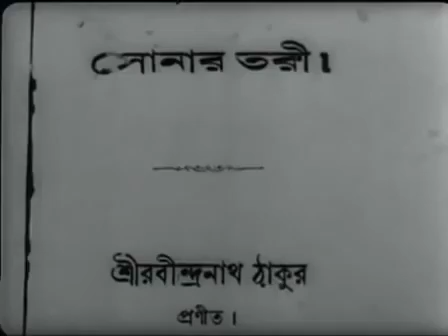 সোনার তরী।
শ্রীরবীন্দ্রনাথ ঠাকুর
প্রণীত।